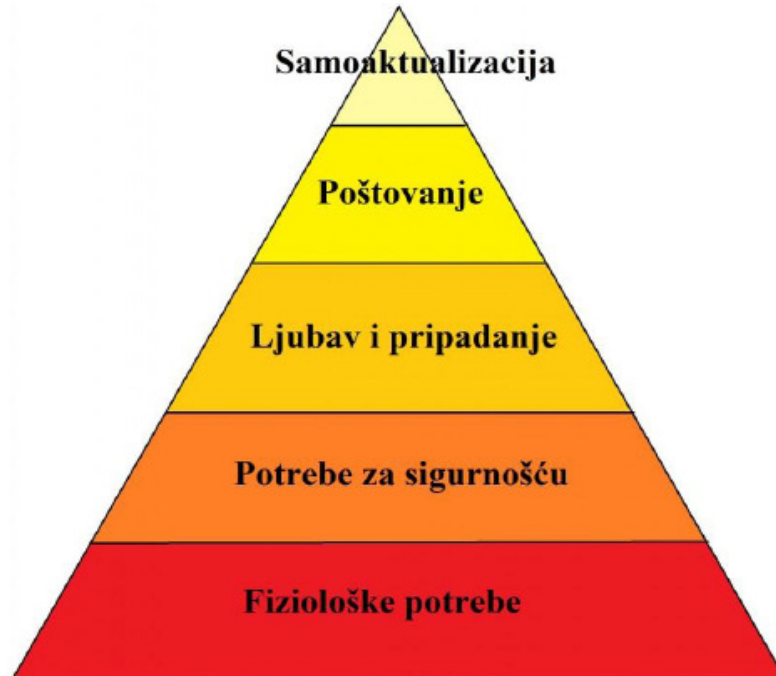 Samoaktualizacija
Poštovanje
Ljubav i pripadanje
Potrebe za sigurnošću
Fiziološke potrebe